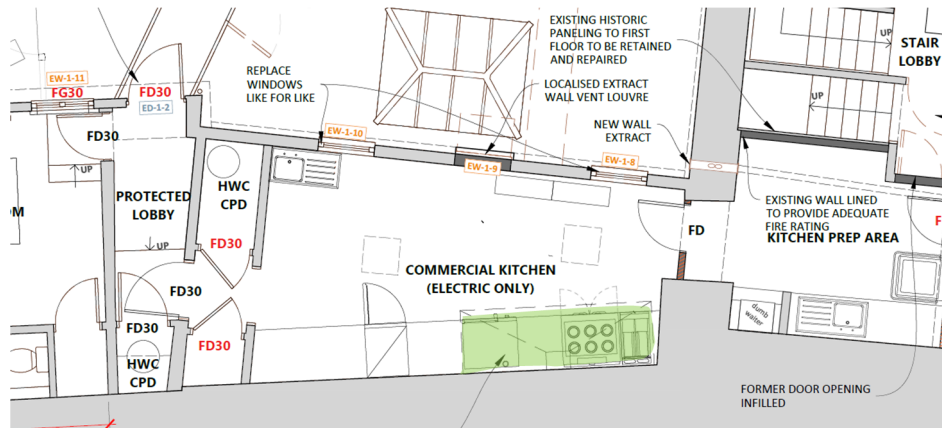 EXISTING HISTORIC
PANELING TO FIRST
FLOOR TO BE RETAINED
AND REPAIRED
UP
STAIR
LOBBY
REPLACE
WINDOWS
LIKE FOR LIKE
LOCALISED EXTRACT
WALL VENT LOUVRE
UP
EW-1-11
FG30
FD30
ED-1-2
NEW WALL
EXTRACT
FD30
EW-1-10
EW-1-9
EW-1-8
UP
HWC
CPD
PROTECTED
LOBBY
EXISTING WALL LINED
TO PROVIDE ADEQUATE
FIRE RATING
KITCHEN PREP AREA
FD
UP
FD30
COMMERCIAL KITCHEN
(ELECTRIC ONLY)
FD30
FD30
FD30
HWC
CPD
dumb
waiter
FORMER DOOR OPENING
INFILLED